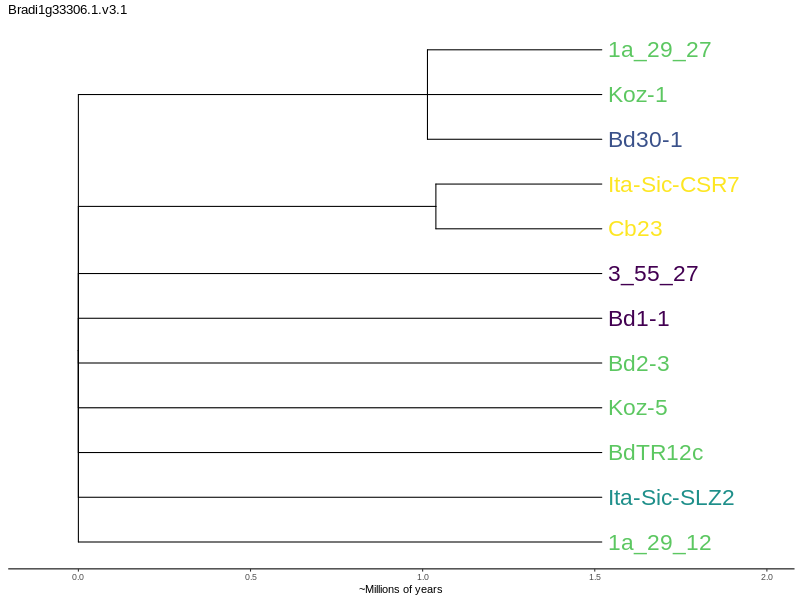 Bradi1g33306.1.v3.1
1a_29_27
Koz-1
Bd30-1
Ita-Sic-CSR7
Cb23
3_55_27
Bd1-1
Bd2-3
Koz-5
BdTR12c
Ita-Sic-SLZ2
1a_29_12
0.0 0.5 1.0 1.5 2.0
~Millions of years